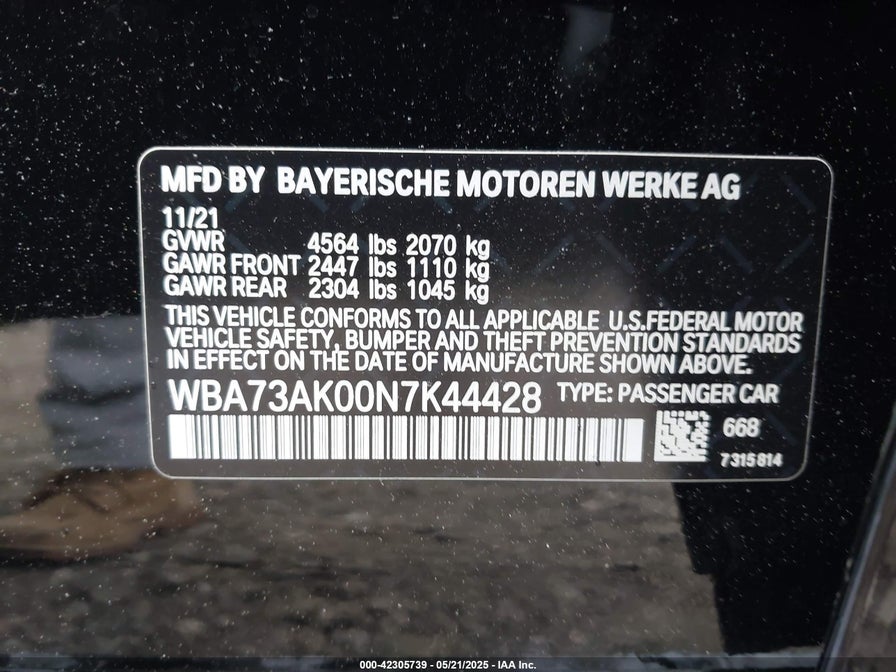 MFD BY BAYERISCHE MOTOREN WERKE AG
11/21
GVWR 4564 lbs 2070 kg
GAWR FRONT 2447 lbs 1110 kg
GAWR REAR 2304 lbs 1045 kg
THIS VEHICLE CONFORMS TO ALL APPLICABLE U.S.FEDERAL MOTOR
VEHICLE SAFETY, BUMPER AND THEFT PREVENTION STANDARDS
IN EFFECT ON THE DATE OF MANUFACTURE SHOWN ABOVE.
WBA73AK00N7K44428 TYPE: PASSENGER CAR
668
7315814
000-42305739 - 05/21/2025 - IAA Inc.